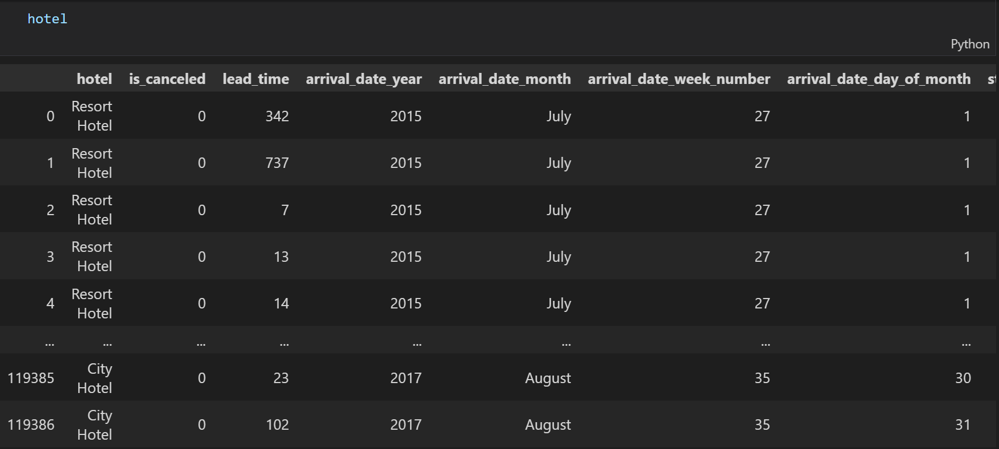 hotel
Python
hotel is_canceled lead_time arrival_date_year arrival_date_month arrival_date_week_number arrival_date_day_of_month
0 Resort Hotel 0 342 2015 July 27 1
1 Resort Hotel 0 737 2015 July 27 1
2 Resort Hotel 0 7 2015 July 27 1
3 Resort Hotel 0 13 2015 July 27 1
4 Resort Hotel 0 14 2015 July 27 1
... ... ... ... ... ... ... ...
119385 City Hotel 0 23 2017 August 35 30
119386 City Hotel 0 102 2017 August 35 31